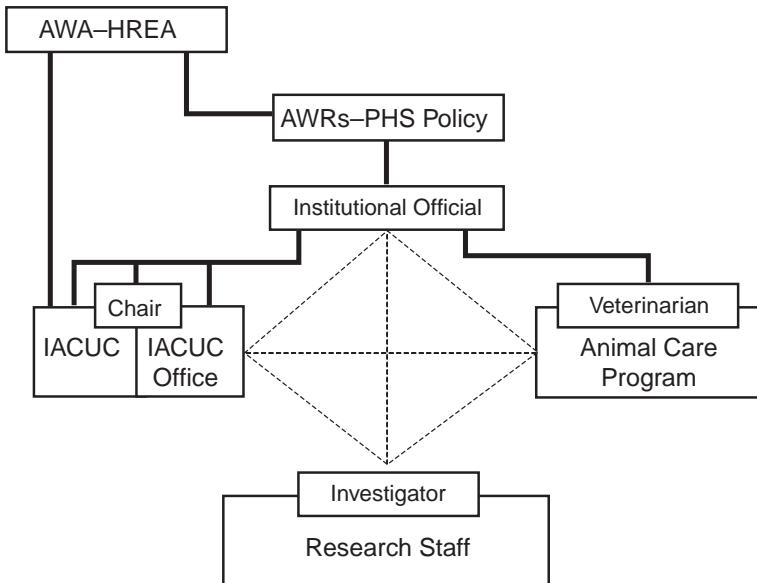 AWA–HREA
AWRs–PHS Policy
Institutional Official
Chair
IACUC
IACUC
Office
Veterinarian
Animal Care
Program
Investigator
Research Staff